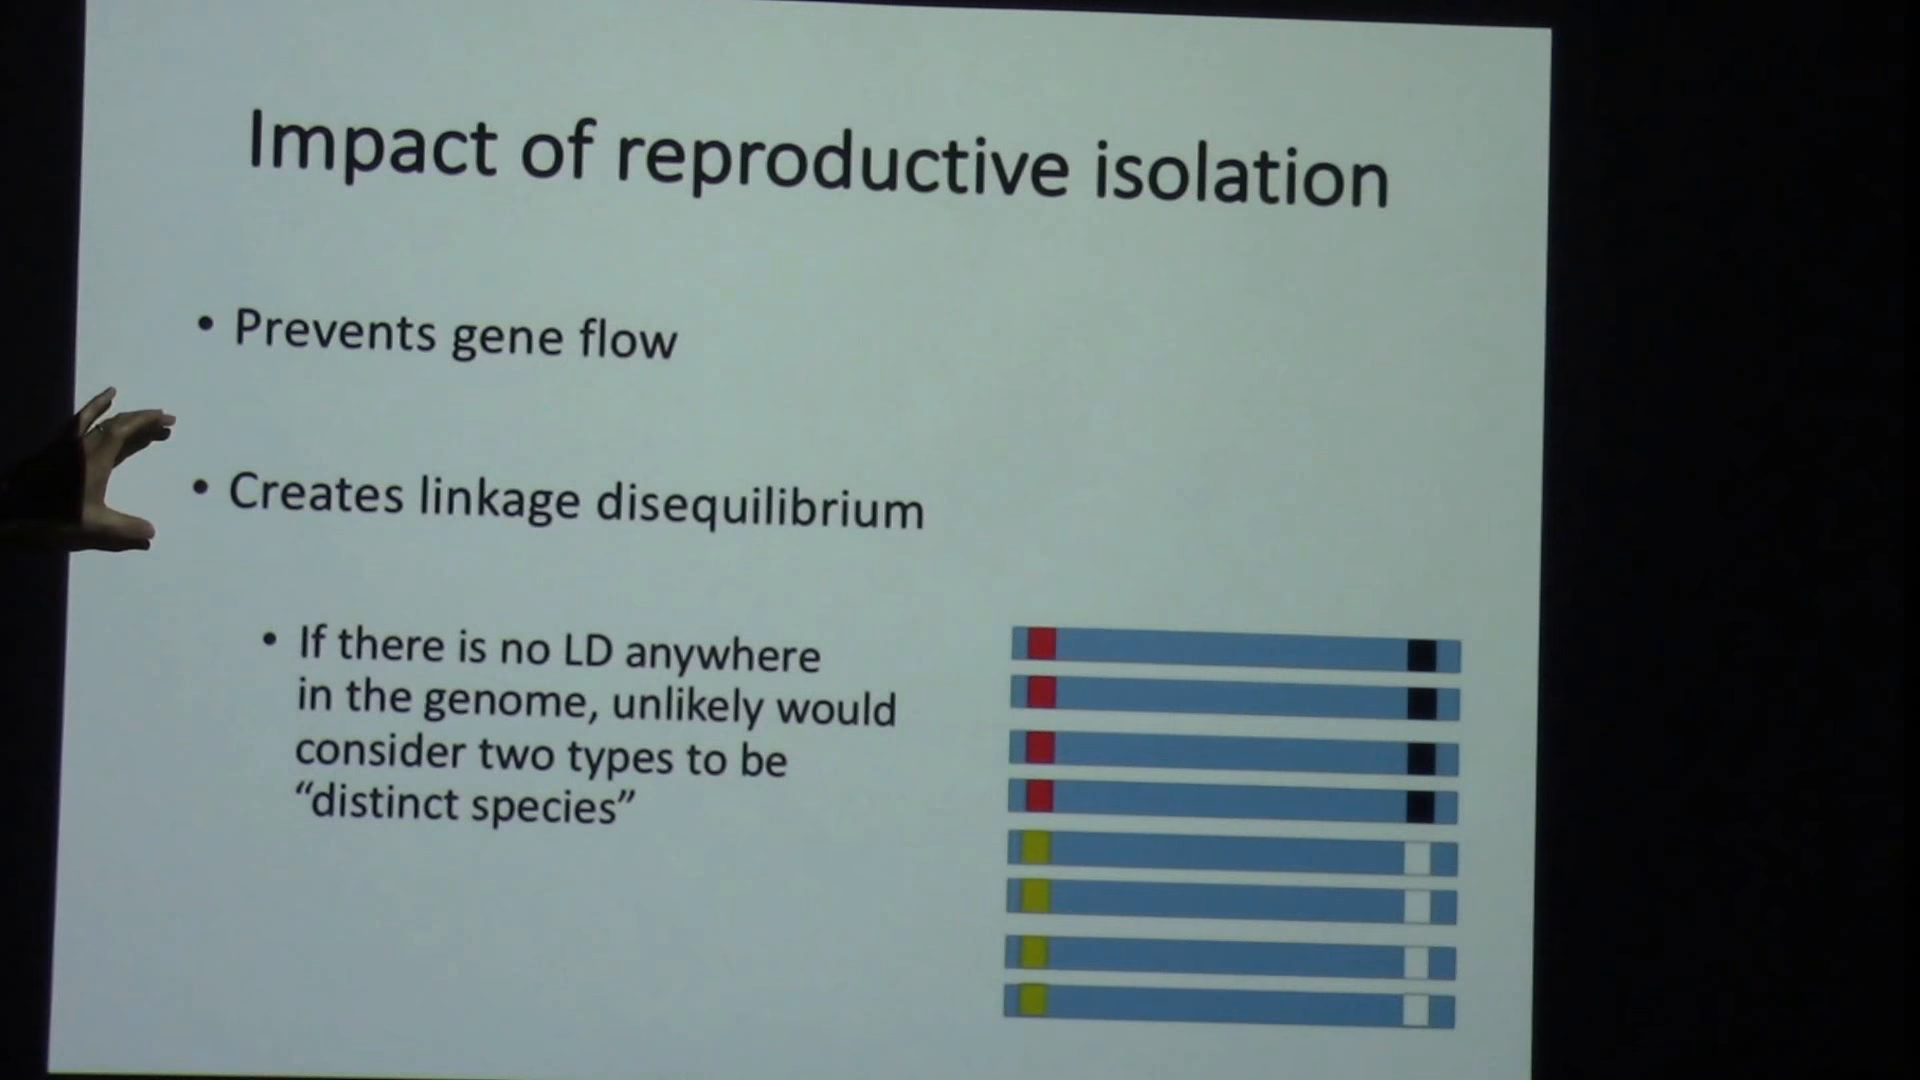 Impact of reproductive isolation
• Prevents gene flow
• Creates linkage disequilibrium
• If there is no LD anywhere
in the genome, unlikely would
consider two types to be
“distinct species”